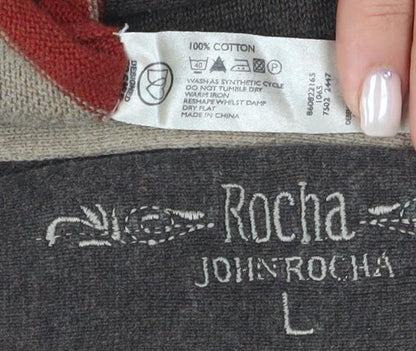 100% COTTON
40
WASH AS SYNTHETIC CYCLE
DO NOT TUMBLE DRY
WARM IRON
RESHAPE WHILST DAMP
DRY FLAT
MADE IN CHINA
Rocha
JOHN ROCHA
L